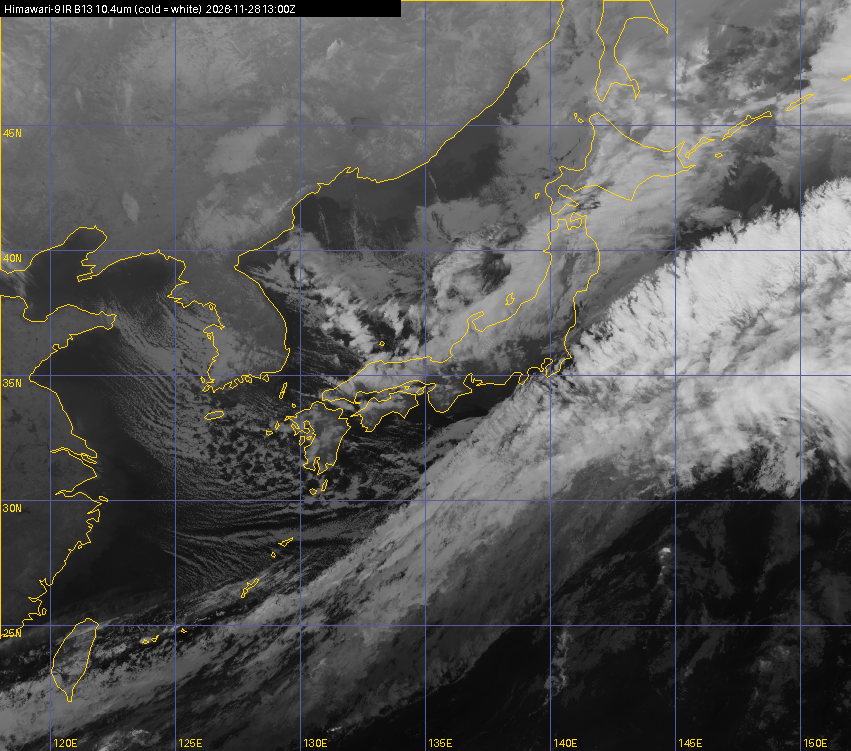 Himawari-9 IR B13 10.4um (cold = white) 2026-11-28 13:00Z
45N
40N
35N
30N
25N
120E 125E 130E 135E 140E 145E 150E